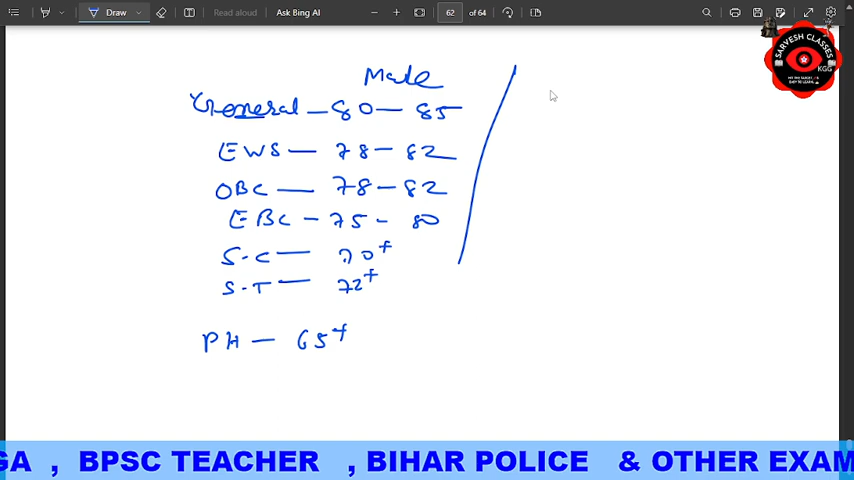 Draw
Read aloud
Ask Bing AI
62 of 64
SARVESH CLASSES
KGG
Male
General - 80 - 85
EWS - 78 - 82
OBC - 78 - 82
EBC - 75 - 80
S.C - 70+
S.T - 72+
PH - 65+
GA , BPSC TEACHER , BIHAR POLICE & OTHER EXAM